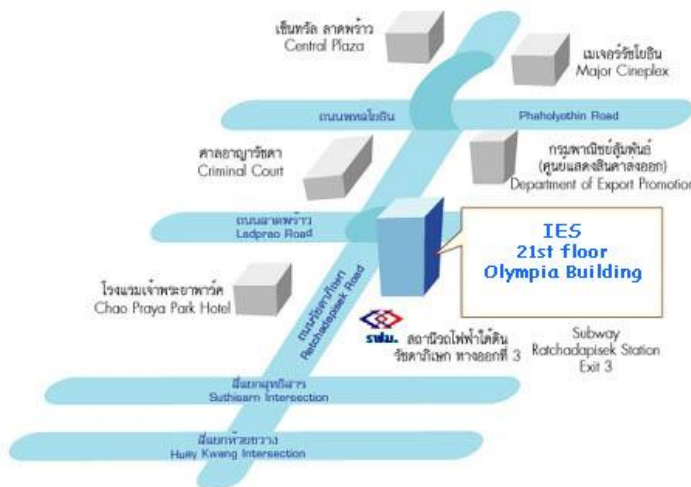 เซ็นทรัล ลาดพร้าว
Central Plaza
เมเจอร์รัชโยธิน
Major Cineplex
ถนนพหลโยธิน
Phaholyothin Road
ศาลอาญารัชดา
Criminal Court
กรมพาณิชย์สัมพันธ์
(ศูนย์แสดงสินค้าส่งออก)
Department of Export Promotion
ถนนลาดพร้าว
Ladprao Road
IES
21st floor
Olympia Building
โรงแรมเจ้าพระยาพาร์ค
Chao Praya Park Hotel
ถนนรัชดาภิเษก
Ratchadapisek Road
รฟม.
สถานีรถไฟฟ้าใต้ดิน
รัชดาภิเษก ทางออกที่ 3
Subway
Ratchadapisek Station
Exit 3
สี่แยกสุทธิสาร
Suthisarn Intersection
สี่แยกห้วยขวาง
Huay Kwang Intersection